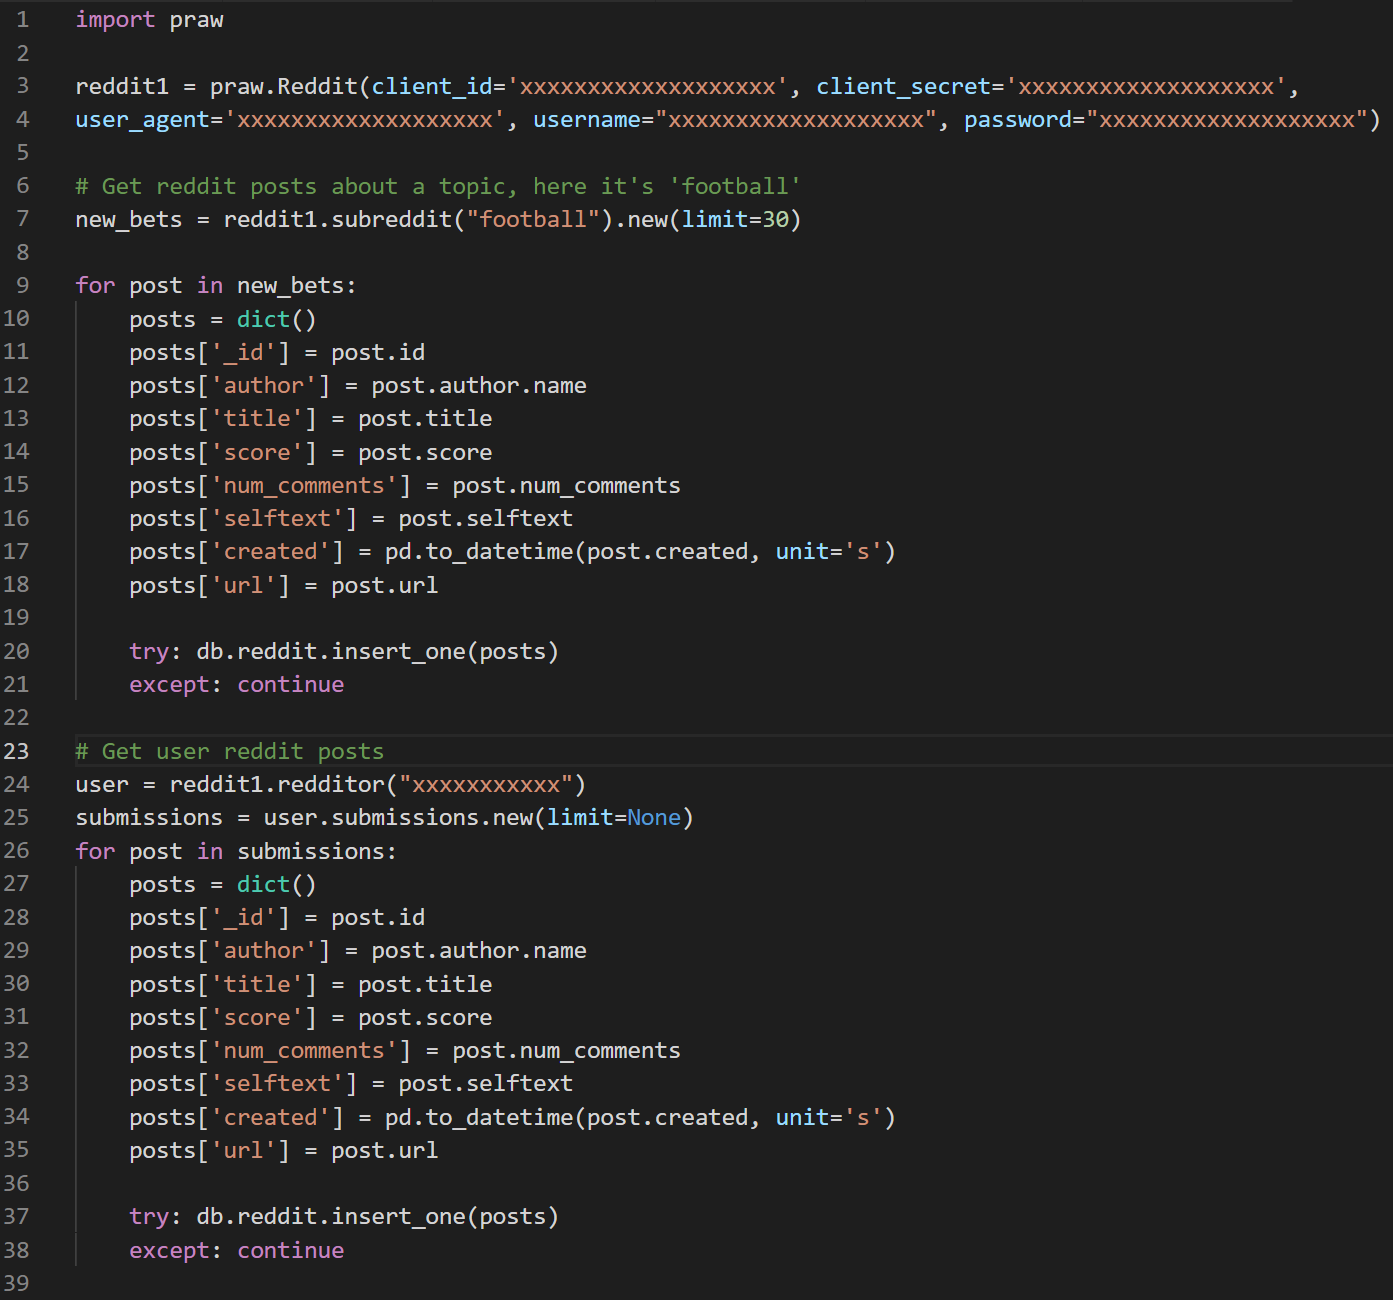 1 import praw
2
3 reddit1 = praw.Reddit(client_id='xxxxxxxxxxxxxxxxxxx', client_secret='xxxxxxxxxxxxxxxxxxx',
4 user_agent='xxxxxxxxxxxxxxxxxxx', username="xxxxxxxxxxxxxxxxxxx", password="xxxxxxxxxxxxxxxxxxx")
5
6 # Get reddit posts about a topic, here it's 'football'
7 new_bets = reddit1.subreddit("football").new(limit=30)
8
9 for post in new_bets:
10     posts = dict()
11     posts['_id'] = post.id
12     posts['author'] = post.author.name
13     posts['title'] = post.title
14     posts['score'] = post.score
15     posts['num_comments'] = post.num_comments
16     posts['selftext'] = post.selftext
17     posts['created'] = pd.to_datetime(post.created, unit='s')
18     posts['url'] = post.url
19
20     try: db.reddit.insert_one(posts)
21     except: continue
22
23 # Get user reddit posts
24 user = reddit1.redditor("xxxxxxxxxxx")
25 submissions = user.submissions.new(limit=None)
26 for post in submissions:
27     posts = dict()
28     posts['_id'] = post.id
29     posts['author'] = post.author.name
30     posts['title'] = post.title
31     posts['score'] = post.score
32     posts['num_comments'] = post.num_comments
33     posts['selftext'] = post.selftext
34     posts['created'] = pd.to_datetime(post.created, unit='s')
35     posts['url'] = post.url
36
37     try: db.reddit.insert_one(posts)
38     except: continue
39